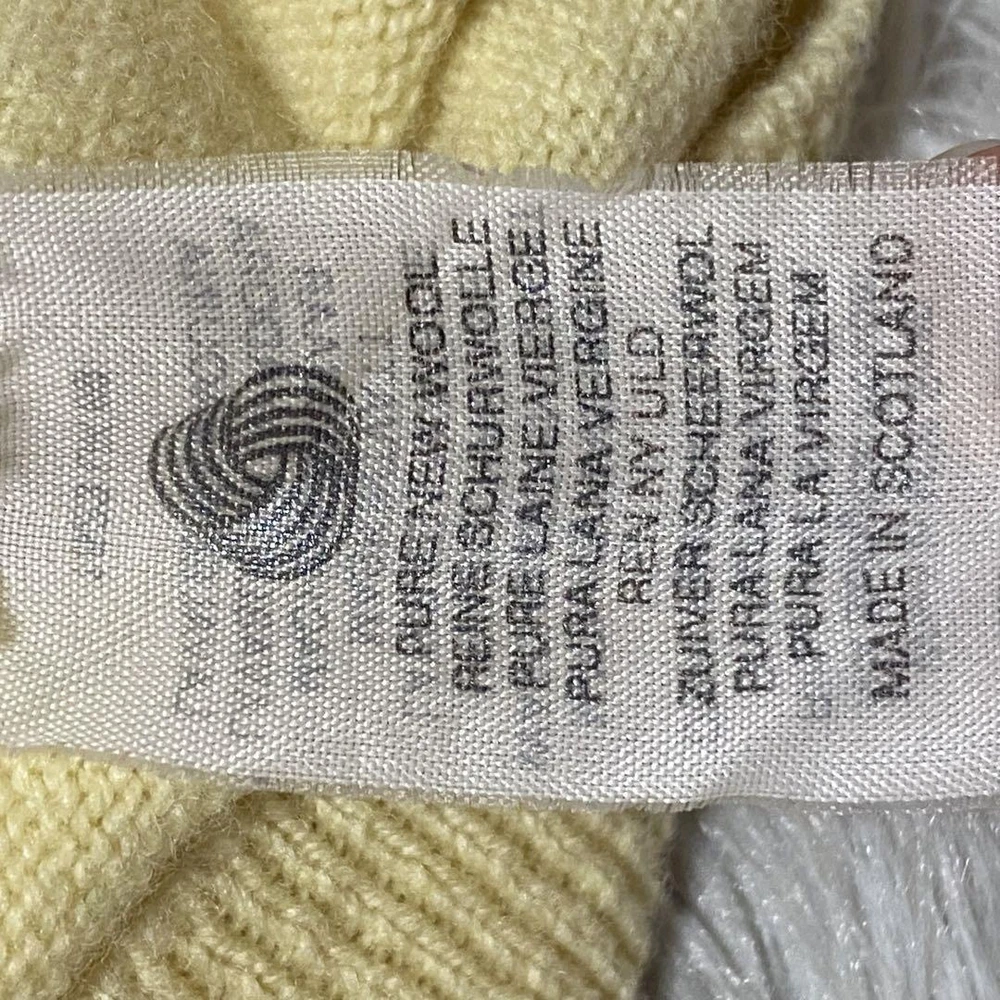 PURE NEW WOOL
REINE SCHURWOLLE
PURE LAINE VIERGE
PURA LANA VERGINE
REN NY ULD
ZUIVER SCHEERWOL
PURA LANA VIRGEM
PURA LA VIRGEM
MADE IN SCOTLAND